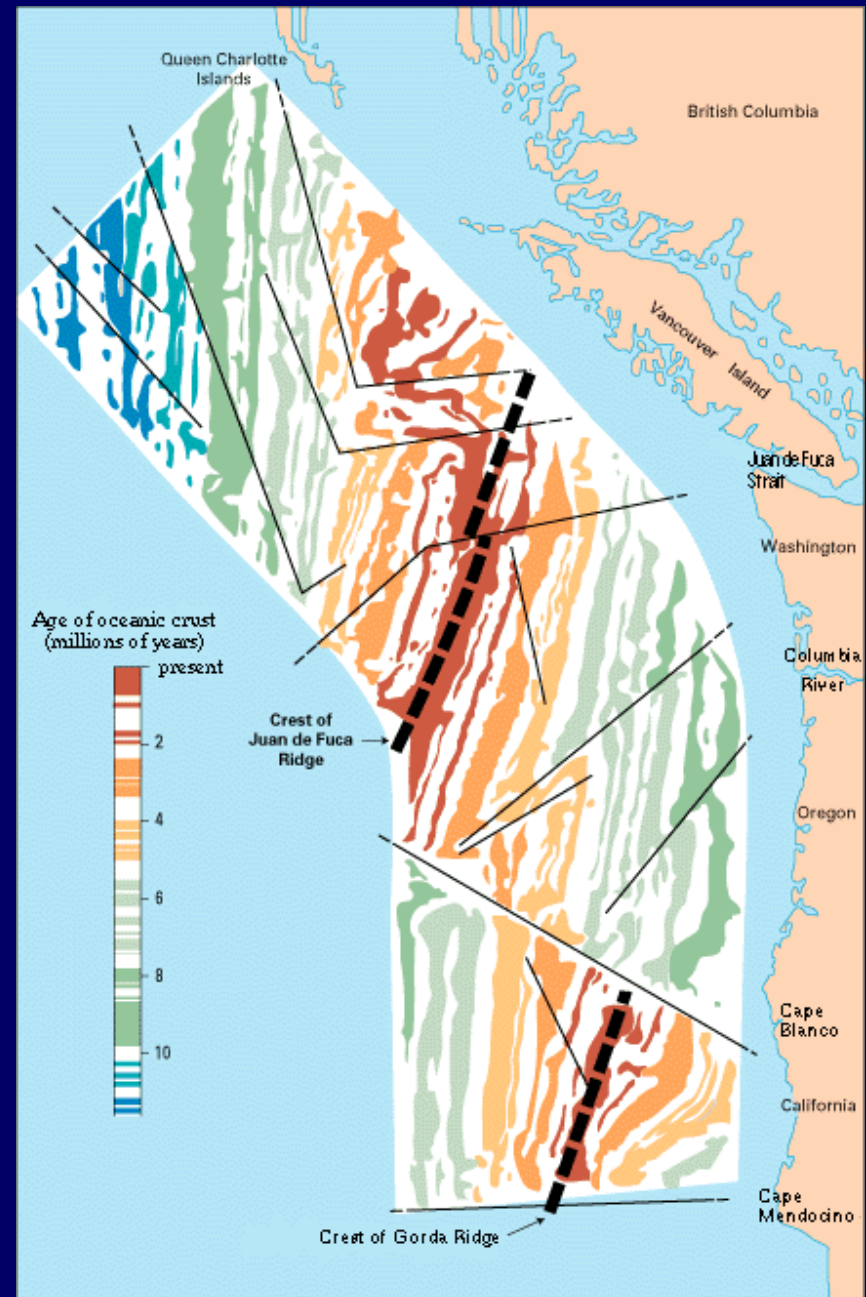 Queen Charlotte
Islands
British Columbia
Vancouver Island
Juan de Fuca
Strait
Washington
Age of oceanic crust
(millions of years)
present
2
4
6
8
10
Columbia
River
Crest of
Juan de Fuca
Ridge
Oregon
Cape
Blanco
California
Cape
Mendocino
Crest of Gorda Ridge